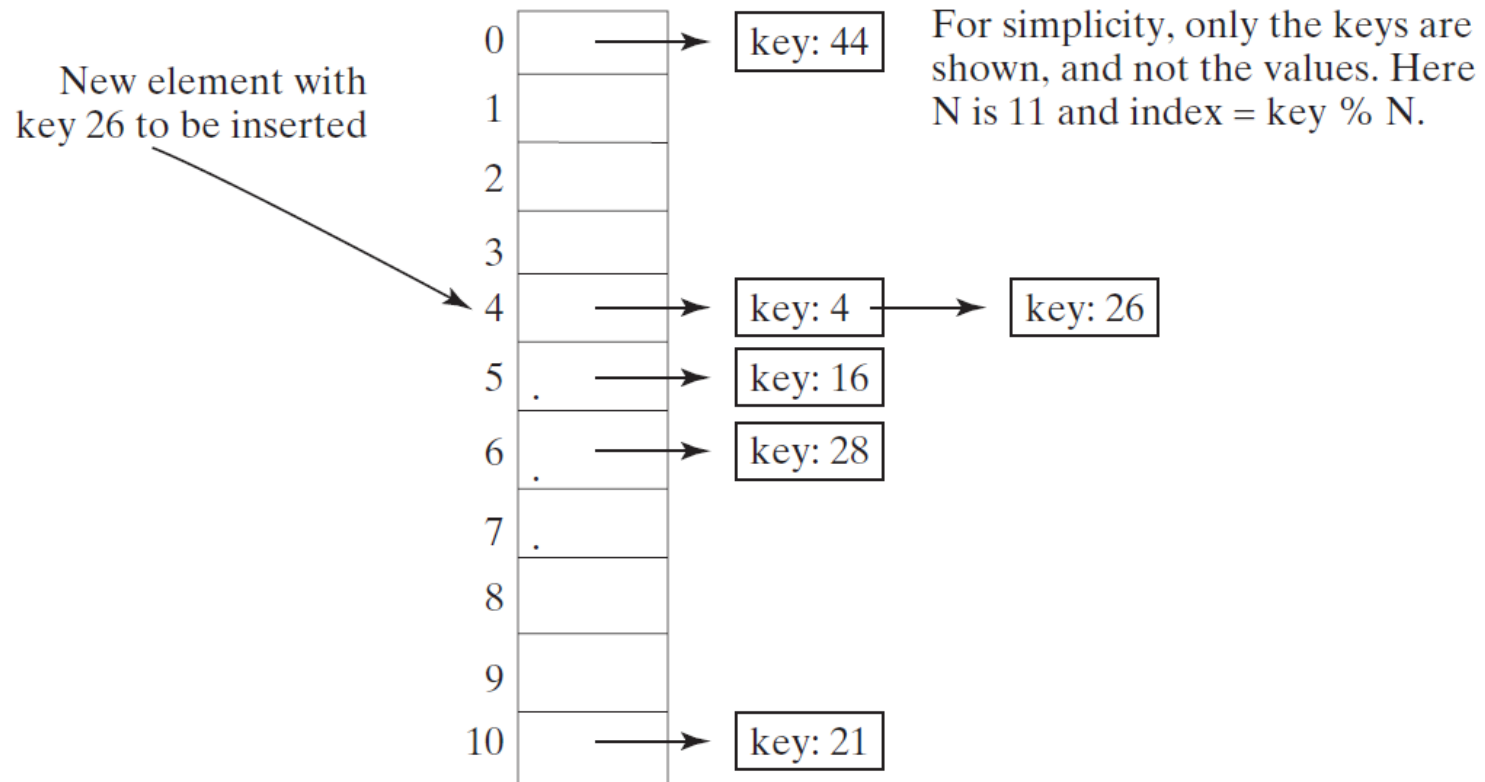 For simplicity, only the keys are
shown, and not the values. Here
N is 11 and index = key % N.
New element with
key 26 to be inserted
0 key: 44
1
2
3
4 key: 4 key: 26
5 . key: 16
6 . key: 28
7 .
8
9
10 key: 21